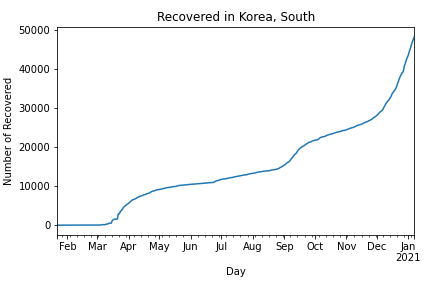 Recovered in Korea, South
Number of Recovered
50000
40000
30000
20000
10000
0
Feb Mar Apr May Jun Jul Aug Sep Oct Nov Dec Jan
2021
Day